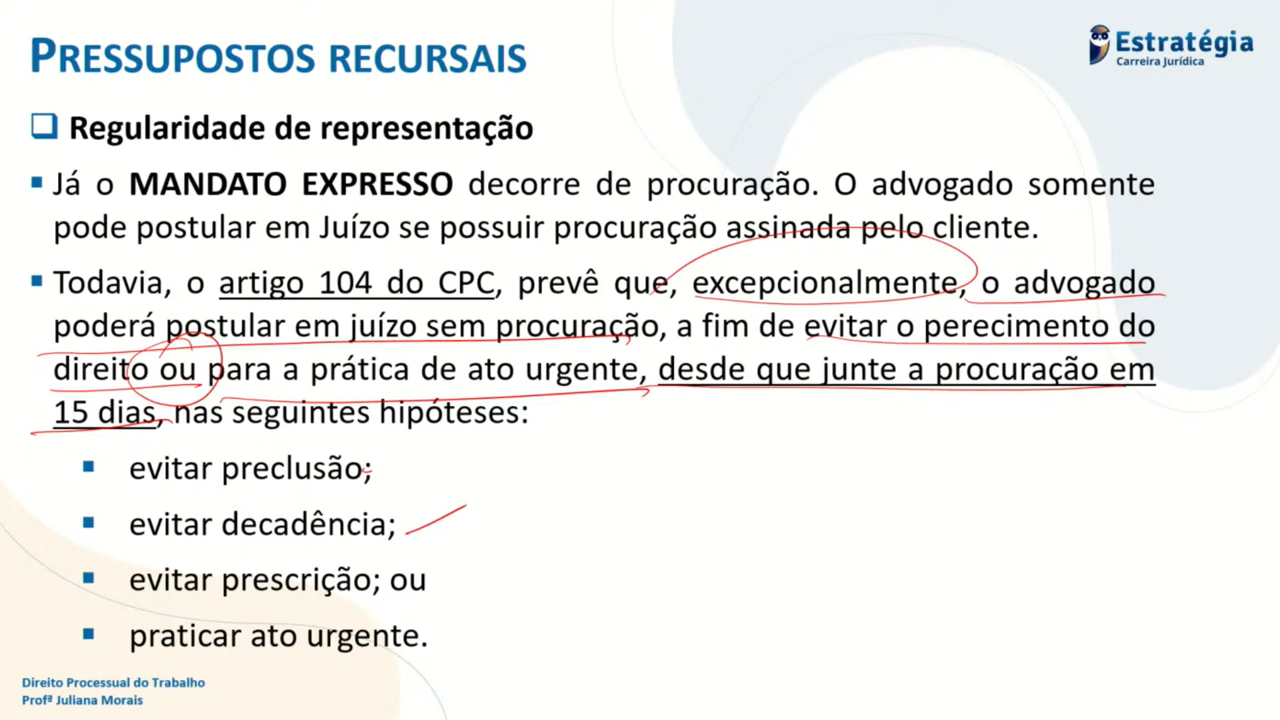 PRESSUPOSTOS RECURSAIS
Estratégia
Carreira Jurídica
Regularidade de representação
Já o MANDATO EXPRESSO decorre de procuração. O advogado somente
pode postular em Juízo se possuir procuração assinada pelo cliente.
Todavia, o artigo 104 do CPC, prevê que, excepcionalmente, o advogado
poderá postular em juízo sem procuração, a fim de evitar o perecimento do
direito ou para a prática de ato urgente, desde que junte a procuração em
15 dias, nas seguintes hipóteses:
evitar preclusão;
evitar decadência;
evitar prescrição; ou
praticar ato urgente.
Direito Processual do Trabalho
Profª Juliana Morais